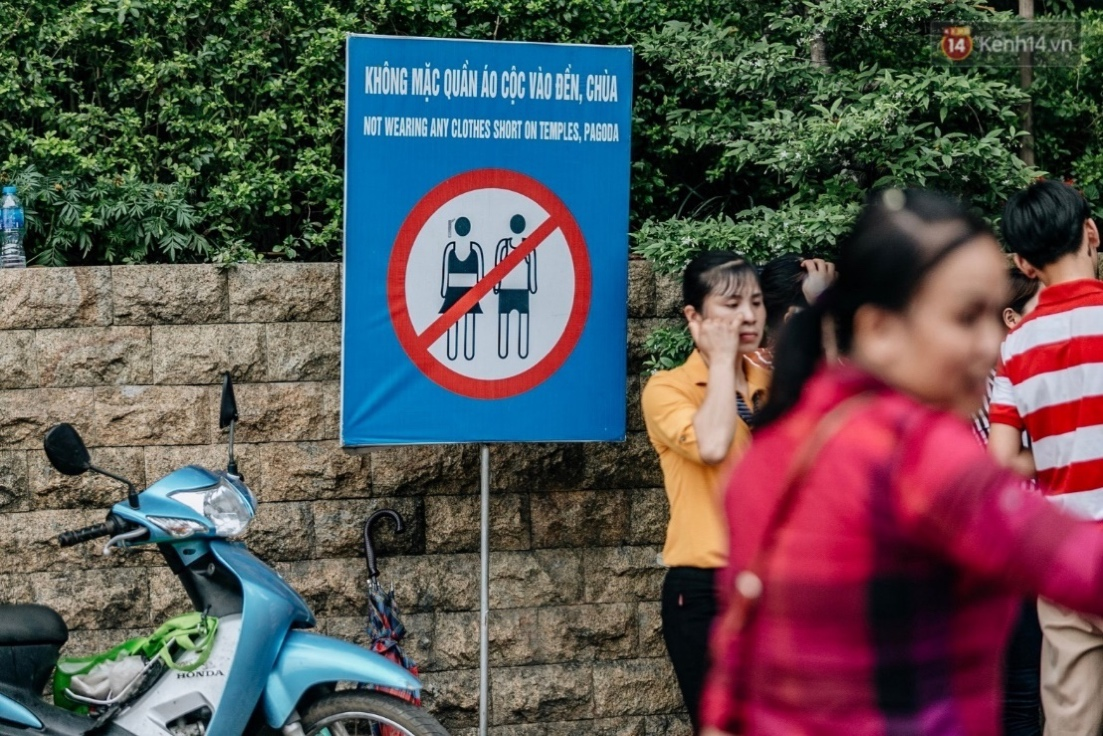 14 Kenh14.vn
KHÔNG MẶC QUẦN ÁO CỘC VÀO ĐỀN, CHÙA
NOT WEARING ANY CLOTHES SHORT ON TEMPLES, PAGODA
HONDA